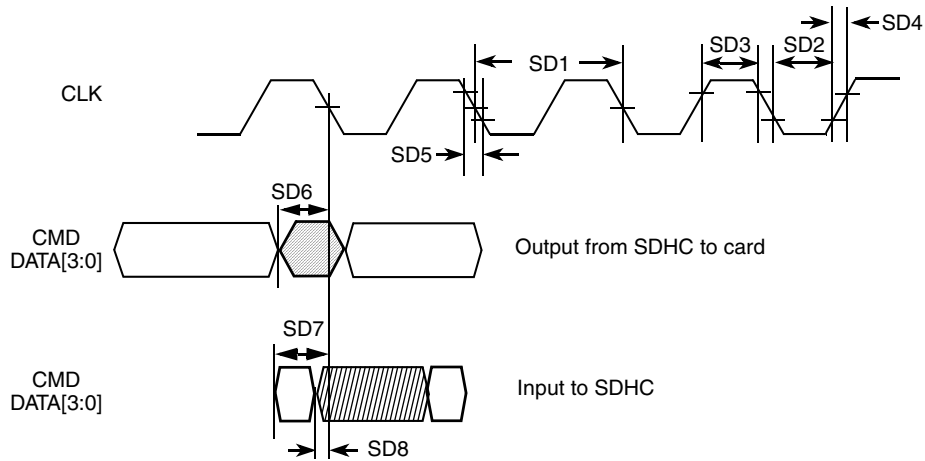 SD4
SD3
SD2
SD1
CLK
SD5
SD6
CMD
DATA[3:0]
Output from SDHC to card
SD7
CMD
DATA[3:0]
Input to SDHC
SD8